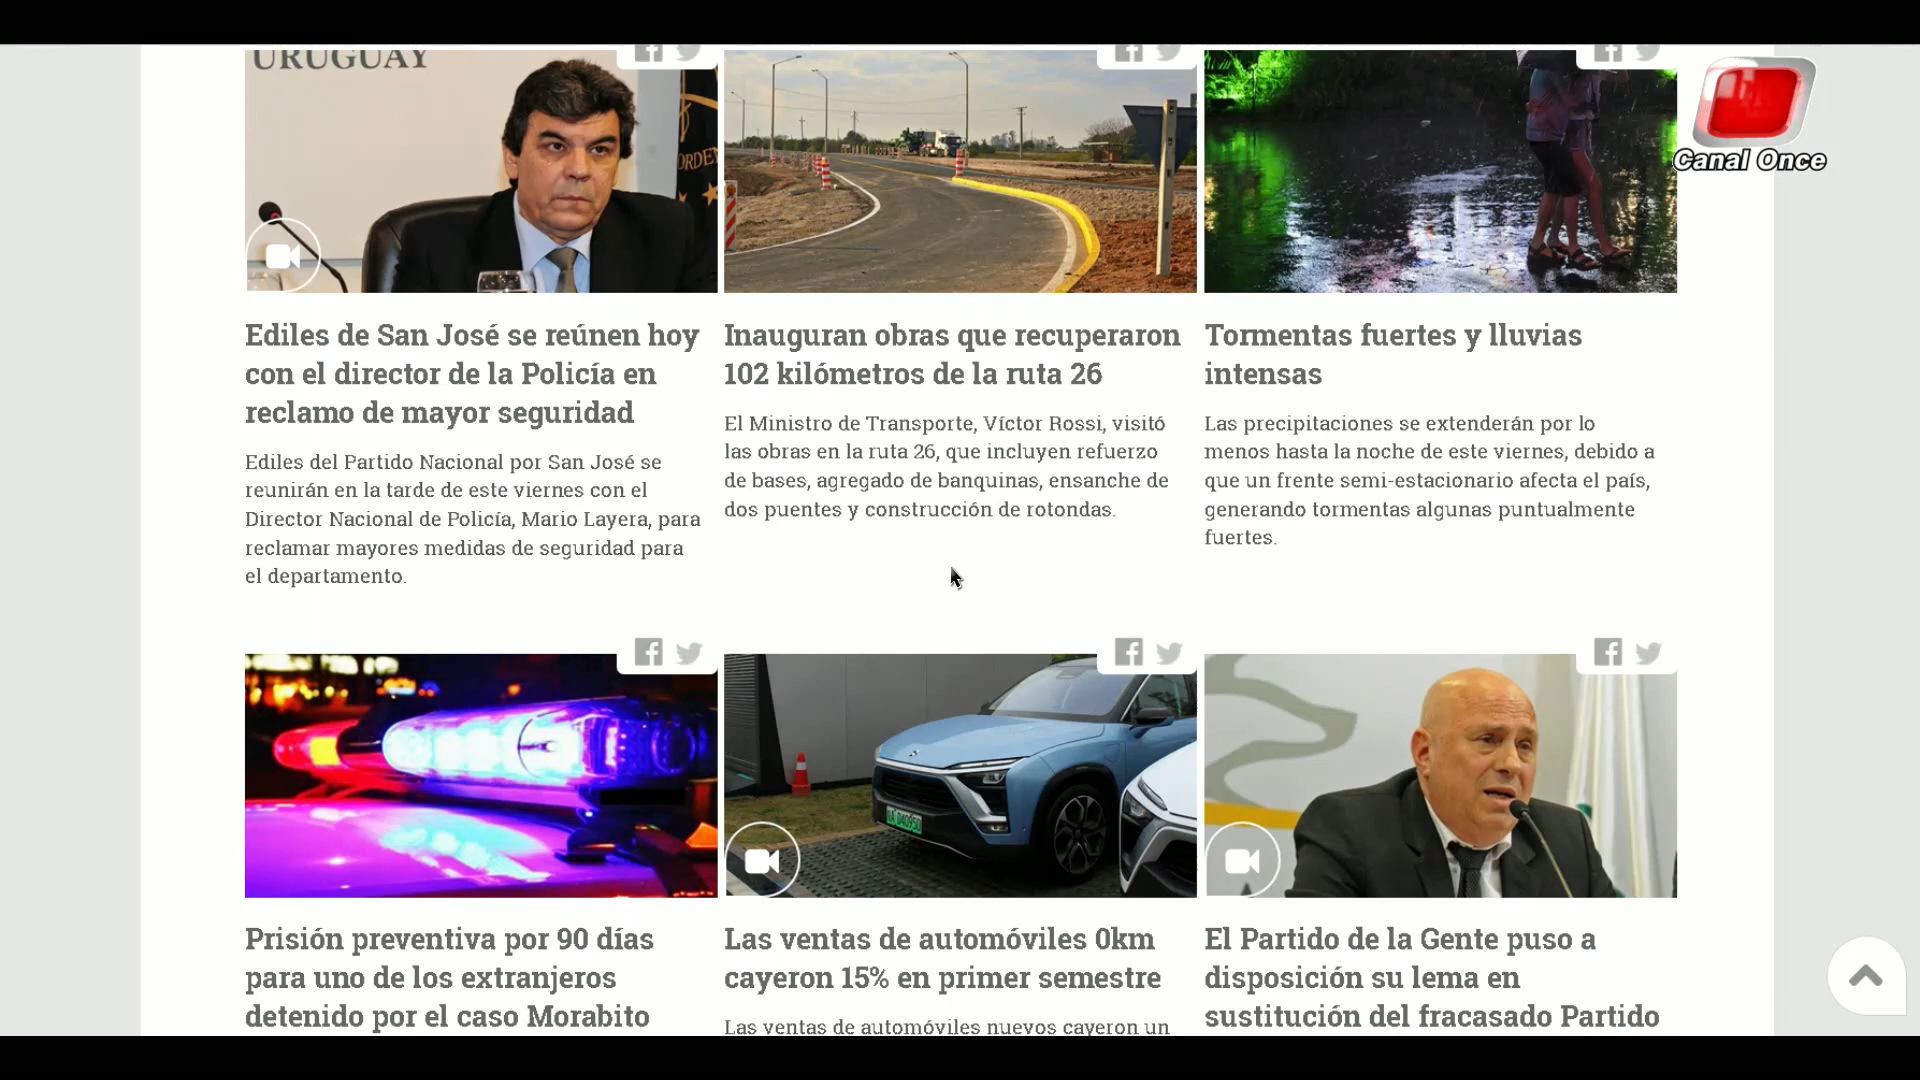 URUGUAY
ORDEN
Canal Once
Ediles de San José se reúnen hoy
con el director de la Policía en
reclamo de mayor seguridad
Ediles del Partido Nacional por San José se
reunirán en la tarde de este viernes con el
Director Nacional de Policía, Mario Layera, para
reclamar mayores medidas de seguridad para
el departamento.
Inauguran obras que recuperaron
102 kilómetros de la ruta 26
El Ministro de Transporte, Víctor Rossi, visitó
las obras en la ruta 26, que incluyen refuerzo
de bases, agregado de banquinas, ensanche de
dos puentes y construcción de rotondas.
Tormentas fuertes y lluvias
intensas
Las precipitaciones se extenderán por lo
menos hasta la noche de este viernes, debido a
que un frente semi-estacionario afecta el país,
generando tormentas algunas puntualmente
fuertes.
Prisión preventiva por 90 días
para uno de los extranjeros
detenido por el caso Morabito
Las ventas de automóviles 0km
cayeron 15% en primer semestre
Las ventas de automóviles nuevos cayeron un
El Partido de la Gente puso a
disposición su lema en
sustitución del fracasado Partido